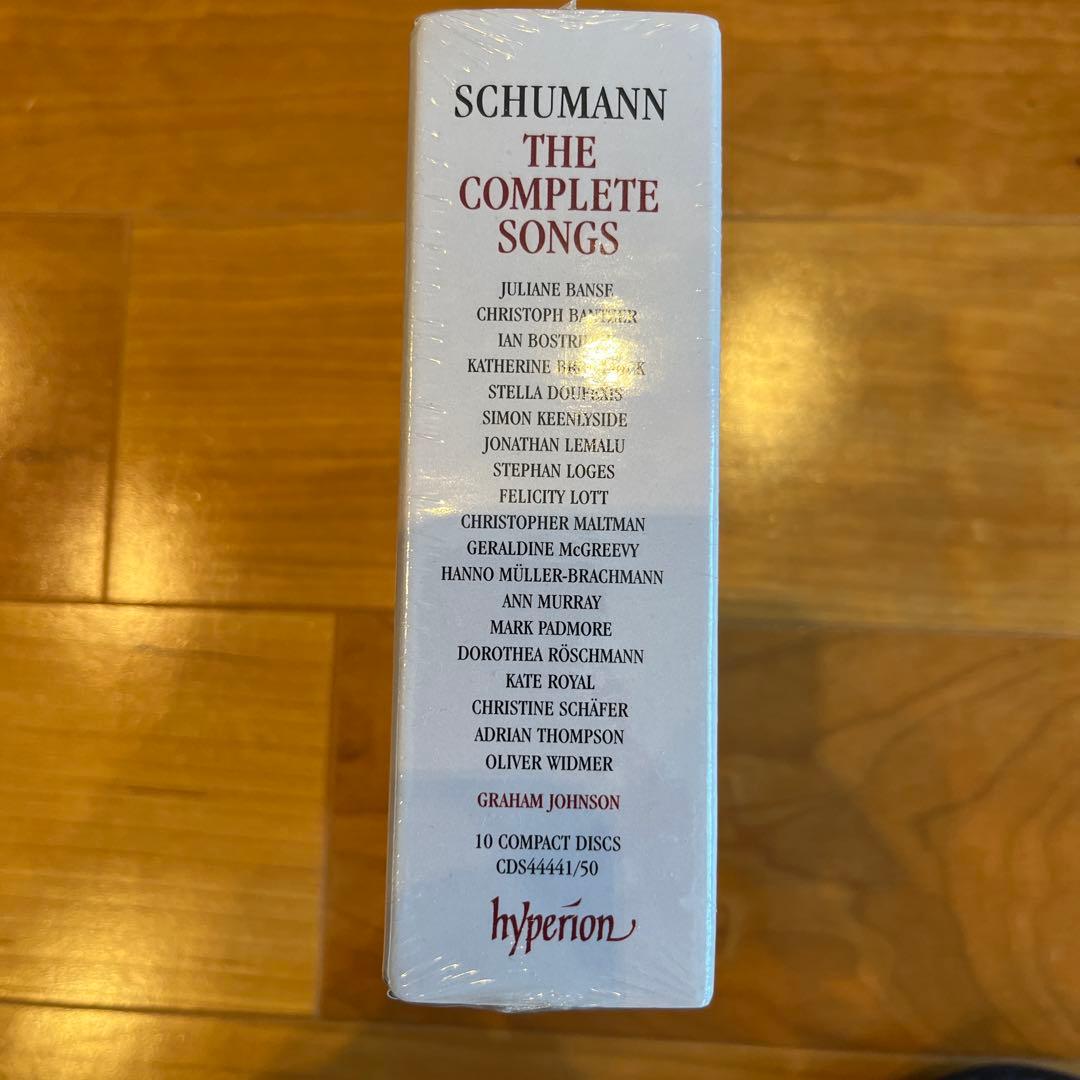 SCHUMANN
THE
COMPLETE
SONGS
JULIANE BANSE
CHRISTOPH BANTZER
IAN
KATHERINE
STELLA DOUFEXIS
SIMON KEENLYSIDE
JONATHAN LEMALU
STEPHAN LOGES
FELICITY LOTT
CHRISTOPHER MALTMAN
GERALDINE McGREEVY
HANNO MÜLLER-BRACHMANN
ANN MURRAY
MARK PADMORE
DOROTHEA RÖSCHMANN
KATE ROYAL
CHRISTINE SCHÄFER
ADRIAN THOMPSON
OLIVER WIDMER
GRAHAM JOHNSON
10 COMPACT DISCS
CDS44441/50
hyperion